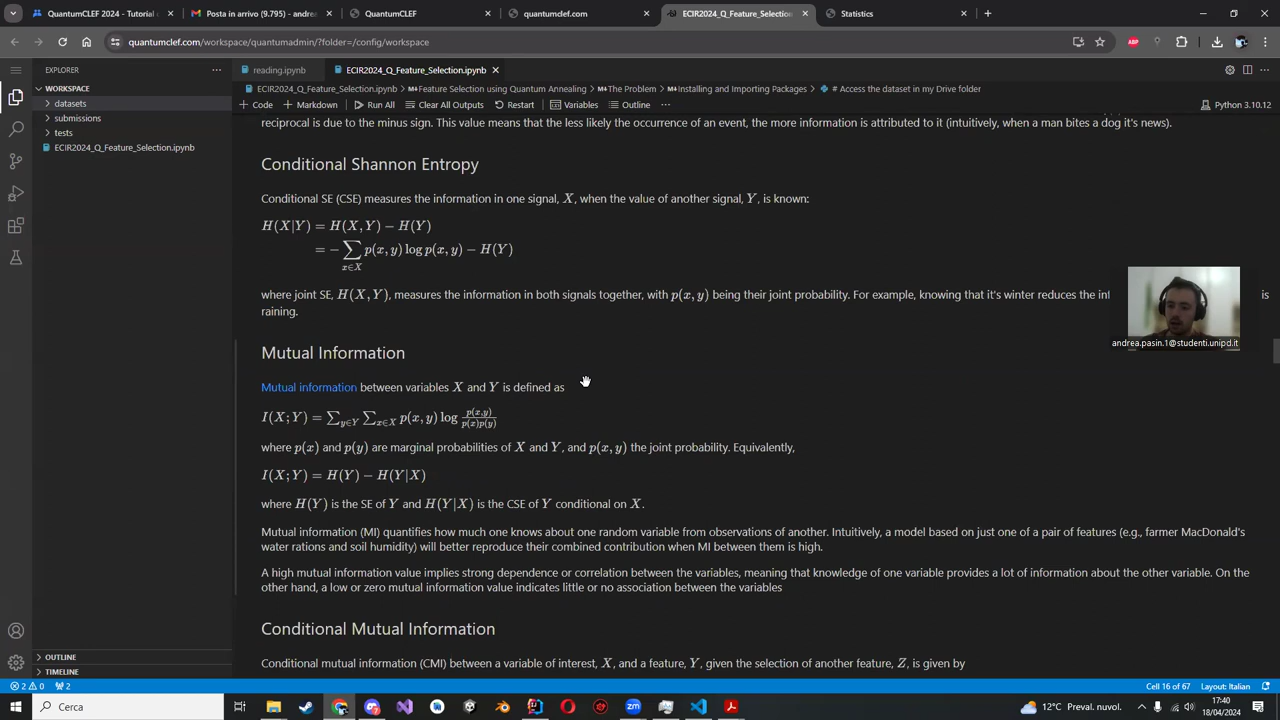 QuantumCLEF 2024 - Tutorial
Posta in arrivo (9.795) - andrea
QuantumCLEF
quantumclef.com
ECIR2024_Q_Feature_Selection
Statistics
quantumclef.com/workspace/quantumadmin/?folder=/config/workspace
EXPLORER
reading.ipynb
ECIR2024_Q_Feature_Selection.ipynb
WORKSPACE
datasets
submissions
tests
ECIR2024_Q_Feature_Selection.ipynb
ECIR2024_Q_Feature_Selection.ipynb > Feature Selection using Quantum Annealing > The Problem > Installing and Importing Packages > # Access the dataset in my Drive folder
+ Code + Markdown Run All Clear All Outputs Restart Variables Outline ... Python 3.10.12
reciprocal is due to the minus sign. This value means that the less likely the occurrence of an event, the more information is attributed to it (intuitively, when a man bites a dog it's news).
Conditional Shannon Entropy
Conditional SE (CSE) measures the information in one signal, X, when the value of another signal, Y, is known:
H(X|Y) = H(X,Y) − H(Y)
= − ∑ x∈X p(x,y) log p(x,y) − H(Y)
where joint SE, H(X,Y), measures the information in both signals together, with p(x,y) being their joint probability. For example, knowing that it's winter reduces the is
raining.
andrea.pasin.1@studenti.unipd.it
Mutual Information
Mutual information between variables X and Y is defined as
I(X;Y) = ∑y∈Y ∑x∈X p(x,y) log p(x,y)/p(x)p(y)
where p(x) and p(y) are marginal probabilities of X and Y, and p(x,y) the joint probability. Equivalently,
I(X;Y) = H(Y) − H(Y|X)
where H(Y) is the SE of Y and H(Y|X) is the CSE of Y conditional on X.
Mutual information (MI) quantifies how much one knows about one random variable from observations of another. Intuitively, a model based on just one of a pair of features (e.g., farmer MacDonald's
water rations and soil humidity) will better reproduce their combined contribution when MI between them is high.
A high mutual information value implies strong dependence or correlation between the variables, meaning that knowledge of one variable provides a lot of information about the other variable. On the
other hand, a low or zero mutual information value indicates little or no association between the variables
Conditional Mutual Information
Conditional mutual information (CMI) between a variable of interest, X, and a feature, Y, given the selection of another feature, Z, is given by
OUTLINE
TIMELINE
2 0 2
Cell 16 of 67
Layout: Italian
Cerca
12°C Preval. nuvol.
17:40
18/04/2024